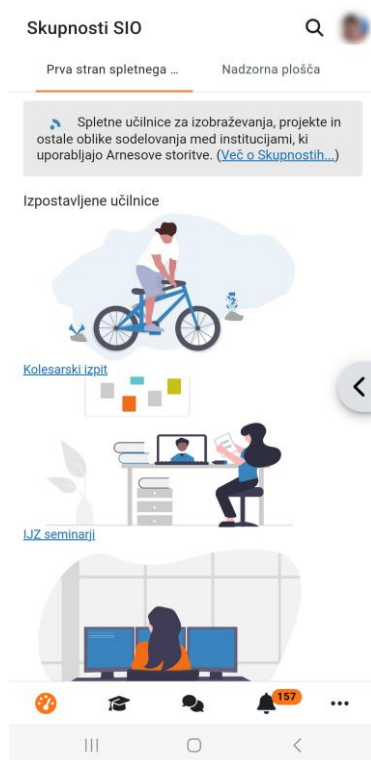 Skupnosti SIO
Prva stran spletnega ...
Nadzorna plošča
Spletne učilnice za izobraževanja, projekte in
ostale oblike sodelovanja med institucijami, ki
uporabljajo Arnesove storitve. (Več o Skupnostih...)
Izpostavljene učilnice
Kolesarski izpit
IJZ seminarji
157